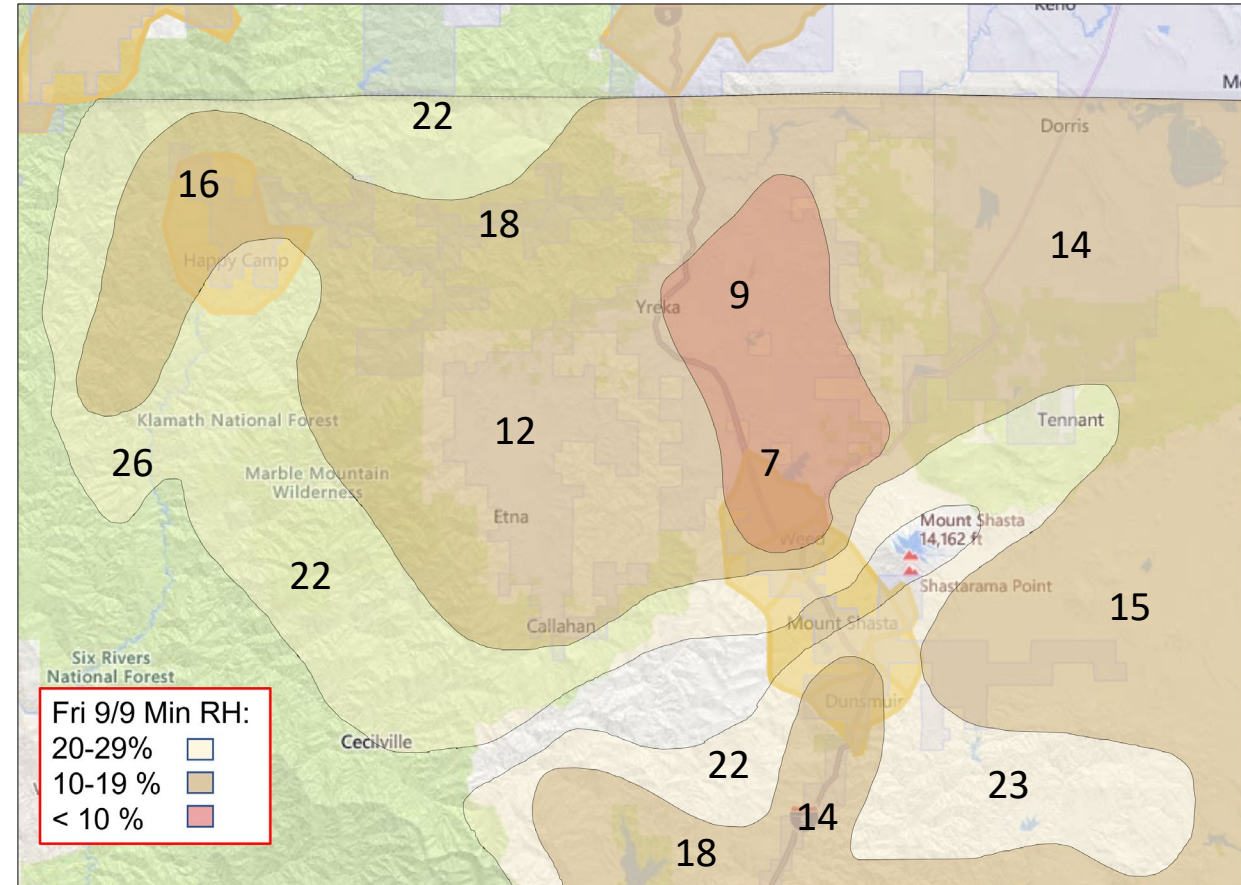 5
Keno
22
Dorris
16
18
14
Happy Camp
9
Yreka
Klamath National Forest
12
Tennant
26
Marble Mountain
Wilderness
7
Etna
Mount Shasta
14,162 ft
Weed
22
Shastarama Point
15
Callahan
Mount Shasta
Six Rivers
National Forest
Dunsmuir
Fri 9/9 Min RH:
20-29%
10-19 %
< 10 %
Cecilville
22
23
14
18